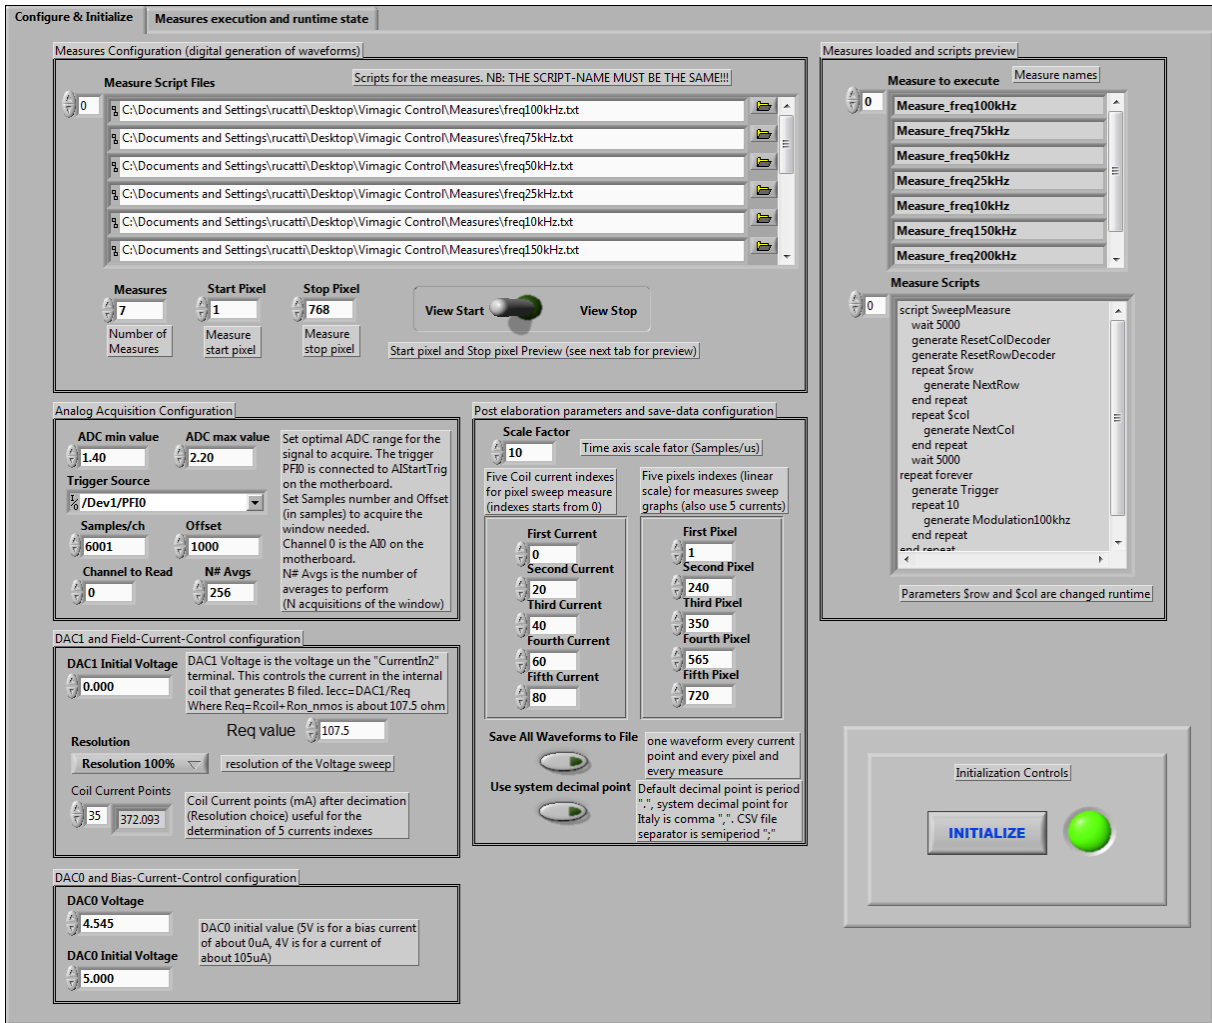 Configure & Initialize
Measures execution and runtime state
Measures Configuration (digital generation of waveforms)
Measure Script Files
Scripts for the measures. NB: THE SCRIPT-NAME MUST BE THE SAME!!!
0
C:\Documents and Settings\rucatti\Desktop\Vimagic Control\Measures\freq100kHz.txt
C:\Documents and Settings\rucatti\Desktop\Vimagic Control\Measures\freq75kHz.txt
C:\Documents and Settings\rucatti\Desktop\Vimagic Control\Measures\freq50kHz.txt
C:\Documents and Settings\rucatti\Desktop\Vimagic Control\Measures\freq25kHz.txt
C:\Documents and Settings\rucatti\Desktop\Vimagic Control\Measures\freq10kHz.txt
C:\Documents and Settings\rucatti\Desktop\Vimagic Control\Measures\freq150kHz.txt
Measures
7
Number of
Measures
Start Pixel
1
Measure
start pixel
Stop Pixel
768
Measure
stop pixel
View Start
View Stop
Start pixel and Stop pixel Preview (see next tab for preview)
Measures loaded and scripts preview
Measure to execute
Measure names
0
Measure_freq100kHz
Measure_freq75kHz
Measure_freq50kHz
Measure_freq25kHz
Measure_freq10kHz
Measure_freq150kHz
Measure_freq200kHz
Measure Scripts
0
script SweepMeasure
wait 5000
generate ResetColDecoder
generate ResetRowDecoder
repeat $row
generate NextRow
end repeat
repeat $col
generate NextCol
end repeat
wait 5000
repeat forever
generate Trigger
repeat 10
generate Modulation100khz
end repeat
end repeat
Parameters $row and $col are changed runtime
Analog Acquisition Configuration
ADC min value
1.40
ADC max value
2.20
Trigger Source
/Dev1/PFI0
Samples/ch
6001
Offset
1000
Channel to Read
0
N# Avgs
256
Set optimal ADC range for the
signal to acquire. The trigger
PFI0 is connected to AIStartTrig
on the motherboard.
Set Samples number and Offset
(in samples) to acquire the
window needed.
Channel 0 is the AI0 on the
motherboard.
N# Avgs is the number of
averages to perform
(N acquisitions of the window)
Post elaboration parameters and save-data configuration
Scale Factor
10
Time axis scale fator (Samples/us)
Five Coil current indexes
for pixel sweep measure
(indexes starts from 0)
Five pixels indexes (linear
scale) for measures sweep
graphs (also use 5 currents)
First Current
0
Second Current
20
Third Current
40
Fourth Current
60
Fifth Current
80
First Pixel
1
Second Pixel
240
Third Pixel
350
Fourth Pixel
565
Fifth Pixel
720
Save All Waveforms to File
one waveform every current
point and every pixel and
every measure
Use system decimal point
Default decimal point is period
".", system decimal point for
Italy is comma ",". CSV file
separator is semiperiod ";"
DAC1 and Field-Current-Control configuration
DAC1 Initial Voltage
0.000
DAC1 Voltage is the voltage un the "CurrentIn2"
terminal. This controls the current in the internal
coil that generates B filed. Iecc=DAC1/Req
Where Req=Rcoil+Ron_nmos is about 107.5 ohm
Req value
107.5
Resolution
Resolution 100%
resolution of the Voltage sweep
Coil Current Points
35
372.093
Coil Current points (mA) after decimation
(Resolution choice) useful for the
determination of 5 currents indexes
DAC0 and Bias-Current-Control configuration
DAC0 Voltage
4.545
DAC0 Initial Voltage
5.000
DAC0 initial value (5V is for a bias current
of about 0uA, 4V is for a current of
about 105uA)
Initialization Controls
INITIALIZE